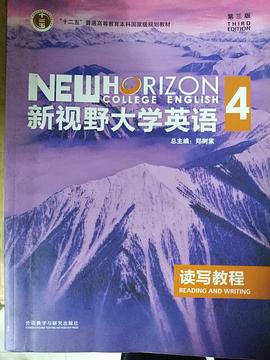 "十二五"普通高等教育本科国家级规划教材
第三版
THIRD
EDITION
NEW HORIZON
COLLEGE ENGLISH
新视野大学英语 4
总主编：郑树棠
读写教程
READING AND WRITING
外语教学与研究出版社